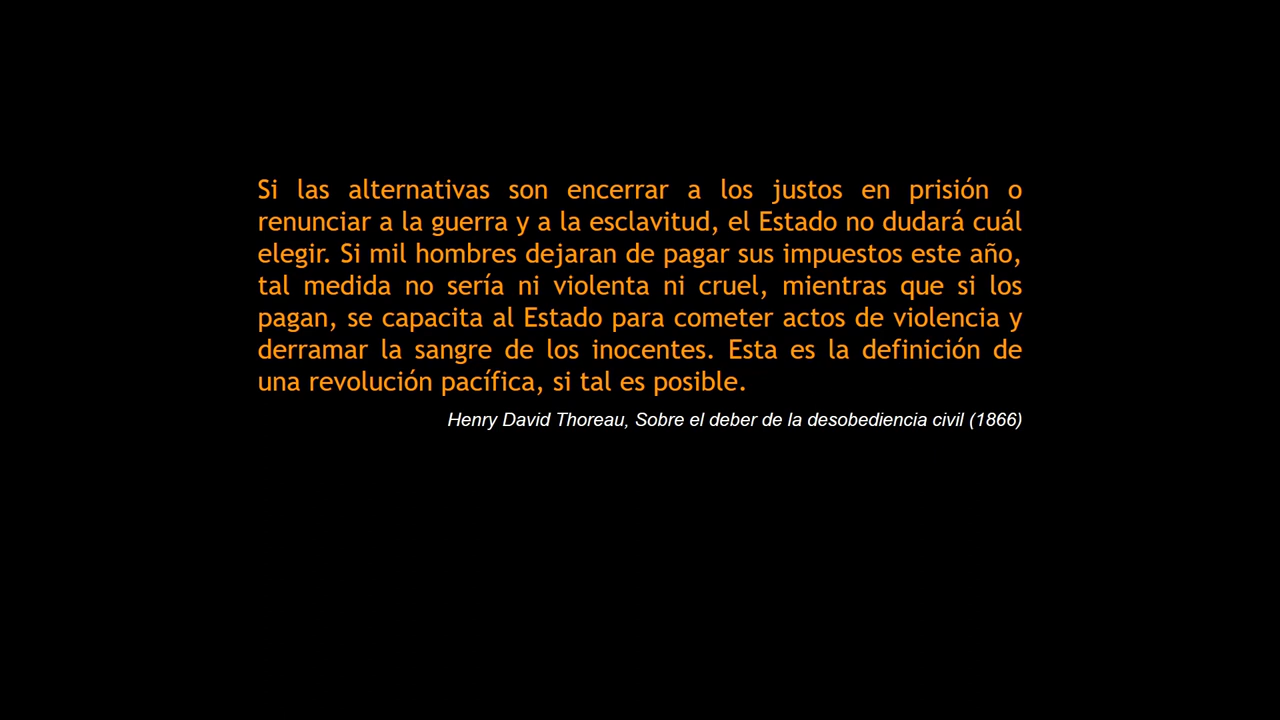 Si las alternativas son encerrar a los justos en prisión o
renunciar a la guerra y a la esclavitud, el Estado no dudará cuál
elegir. Si mil hombres dejaran de pagar sus impuestos este año,
tal medida no sería ni violenta ni cruel, mientras que si los
pagan, se capacita al Estado para cometer actos de violencia y
derramar la sangre de los inocentes. Esta es la definición de
una revolución pacífica, si tal es posible.
Henry David Thoreau, Sobre el deber de la desobediencia civil (1866)